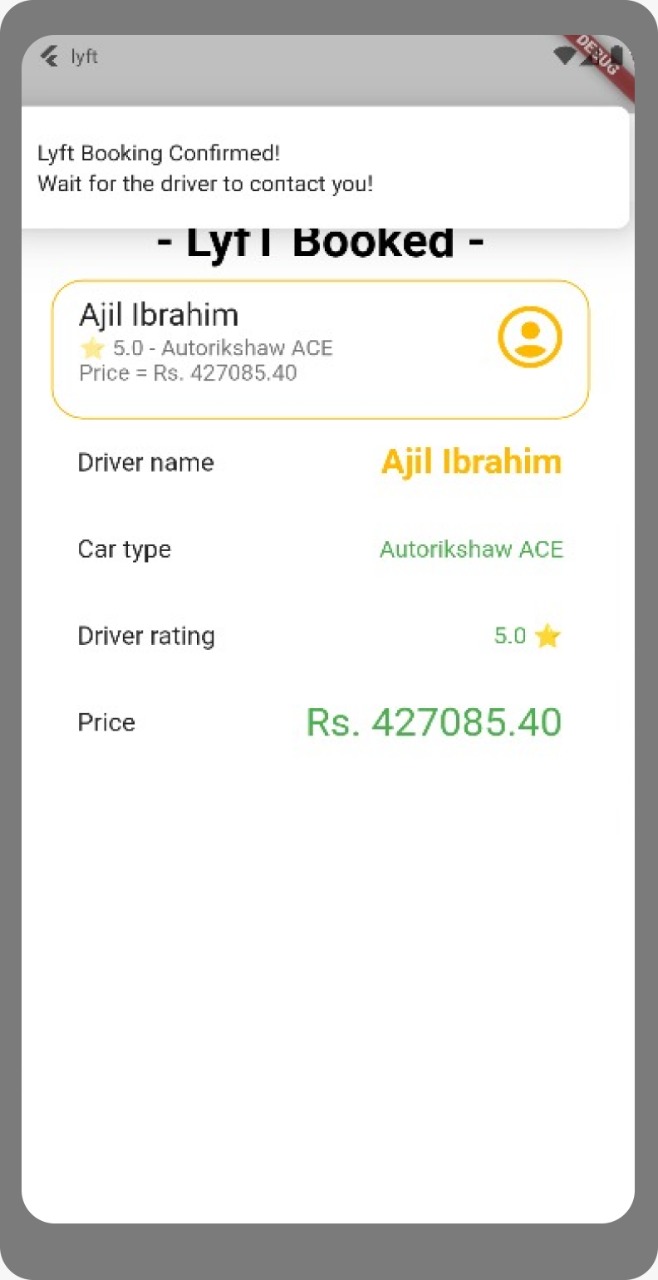 lyft
DEBUG
Lyft Booking Confirmed!
Wait for the driver to contact you!
- LyfT Booked -
Ajil Ibrahim
⭐ 5.0 - Autorikshaw ACE
Price = Rs. 427085.40
Driver name Ajil Ibrahim
Car type Autorikshaw ACE
Driver rating 5.0 ⭐
Price Rs. 427085.40